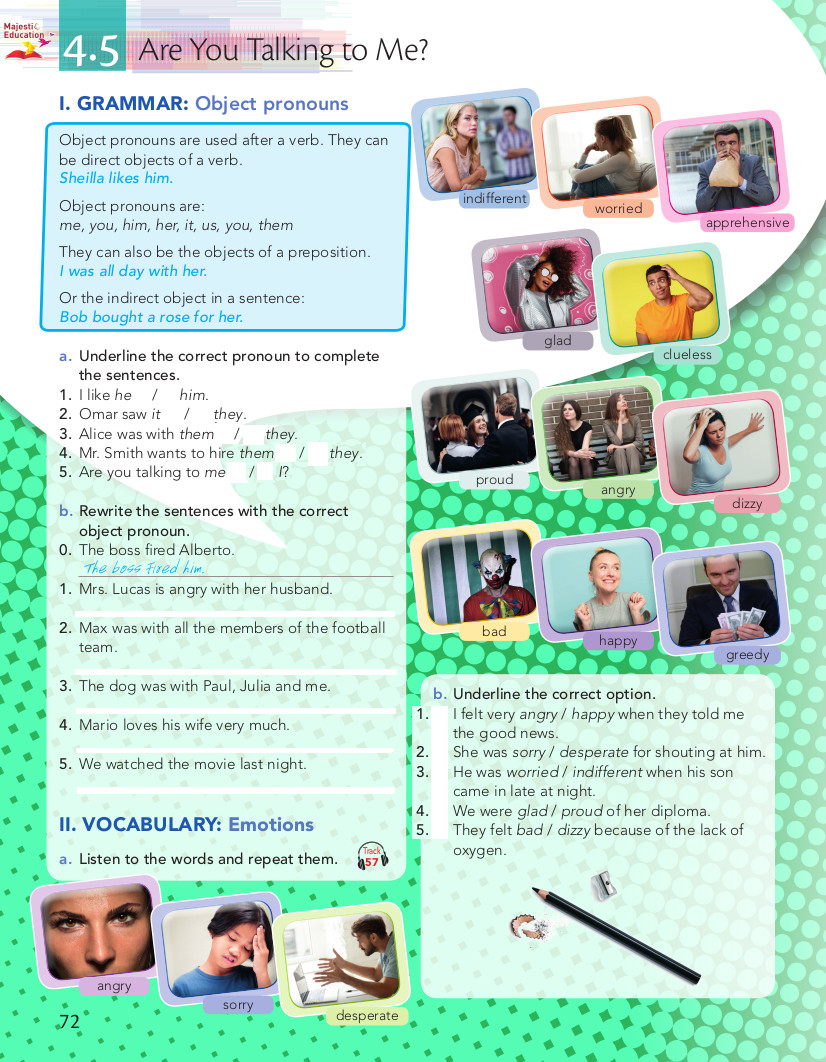 Majestic
Education
4.5 Are You Talking to Me?
I. GRAMMAR: Object pronouns
Object pronouns are used after a verb. They can
be direct objects of a verb.
Sheilla likes him.
Object pronouns are:
me, you, him, her, it, us, you, them
They can also be the objects of a preposition.
I was all day with her.
Or the indirect object in a sentence:
Bob bought a rose for her.
a. Underline the correct pronoun to complete
the sentences.
1. I like he / him.
2. Omar saw it / they.
3. Alice was with them / they.
4. Mr. Smith wants to hire them / they.
5. Are you talking to me / I?
b. Rewrite the sentences with the correct
object pronoun.
0. The boss fired Alberto.
The boss fired him.
1. Mrs. Lucas is angry with her husband.
2. Max was with all the members of the football
team.
3. The dog was with Paul, Julia and me.
4. Mario loves his wife very much.
5. We watched the movie last night.
II. VOCABULARY: Emotions
a. Listen to the words and repeat them.
Track
57
angry
sorry
desperate
indifferent
worried
apprehensive
glad
clueless
proud
angry
dizzy
bad
happy
greedy
b. Underline the correct option.
1. I felt very angry / happy when they told me
the good news.
2. She was sorry / desperate for shouting at him.
3. He was worried / indifferent when his son
came in late at night.
4. We were glad / proud of her diploma.
5. They felt bad / dizzy because of the lack of
oxygen.
72